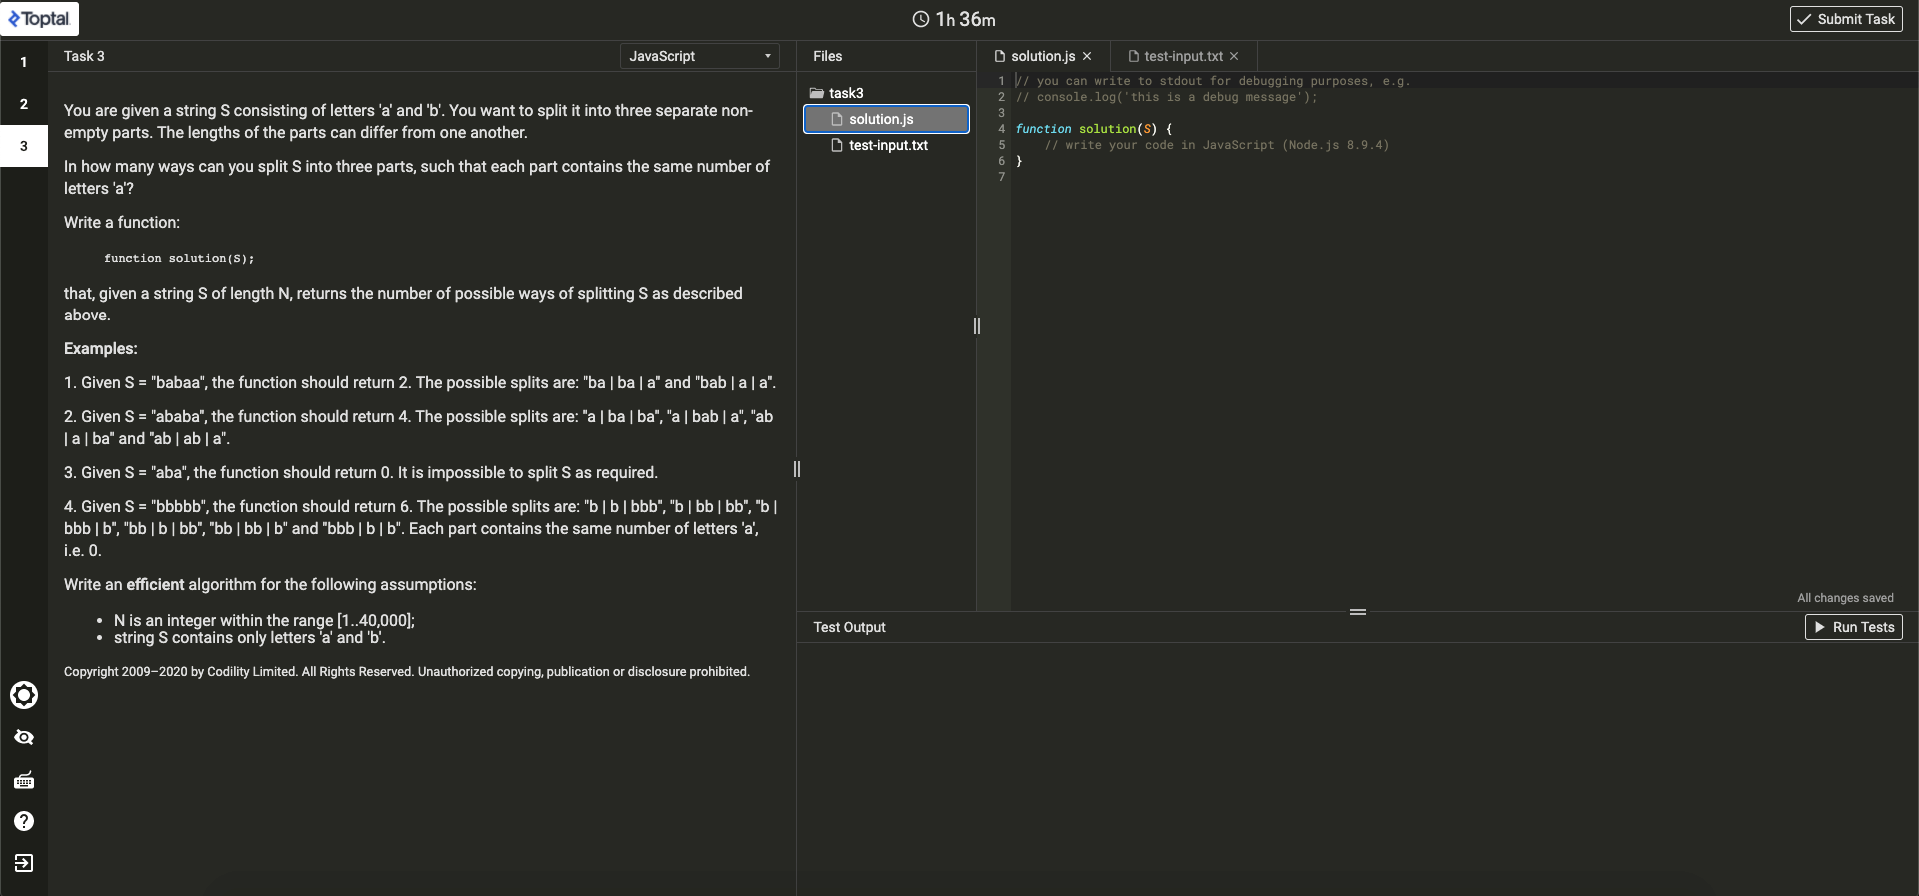 Toptal
1h 36m
Submit Task
1
2
3
Task 3
JavaScript
You are given a string S consisting of letters 'a' and 'b'. You want to split it into three separate non-
empty parts. The lengths of the parts can differ from one another.
In how many ways can you split S into three parts, such that each part contains the same number of
letters 'a'?
Write a function:
function solution(S);
that, given a string S of length N, returns the number of possible ways of splitting S as described
above.
Examples:
1. Given S = "babaa", the function should return 2. The possible splits are: "ba | ba | a" and "bab | a | a".
2. Given S = "ababa", the function should return 4. The possible splits are: "a | ba | ba", "a | bab | a", "ab
| a | ba" and "ab | ab | a".
3. Given S = "aba", the function should return 0. It is impossible to split S as required.
4. Given S = "bbbbb", the function should return 6. The possible splits are: "b | b | bbb", "b | bb | bb", "b |
bbb | b", "bb | b | bb", "bb | bb | b" and "bbb | b | b". Each part contains the same number of letters 'a',
i.e. 0.
Write an efficient algorithm for the following assumptions:
• N is an integer within the range [1..40,000];
• string S contains only letters 'a' and 'b'.
Copyright 2009–2020 by Codility Limited. All Rights Reserved. Unauthorized copying, publication or disclosure prohibited.
Files
task3
solution.js
test-input.txt
solution.js ×
test-input.txt ×
1 // you can write to stdout for debugging purposes, e.g.
2 // console.log('this is a debug message');
3
4 function solution(S) {
5     // write your code in JavaScript (Node.js 8.9.4)
6 }
7
All changes saved
Test Output
Run Tests